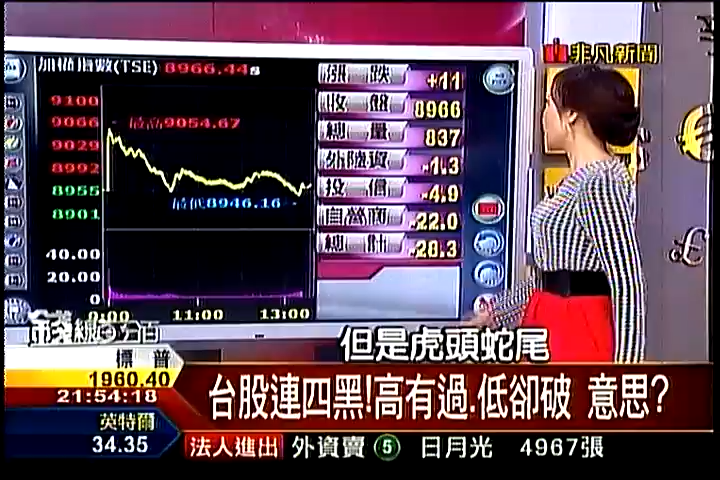 加權指數(TSE) 8966.44
非凡新聞
9100
9066
9029
8992
8955
8901
40.00
20.00
0
最高9054.67
最低8946.16
9:00 11:00 13:00
漲跌 +11
收盤 8966
總量 837
外陸資 -1.3
投信 -4.9
自營商 -22.0
總計 -28.3
但是虎頭蛇尾
標普
1960.40
21:54:18
英特爾
34.35
台股連四黑!高有過.低卻破 意思?
法人進出 外資賣 5 日月光 4967張